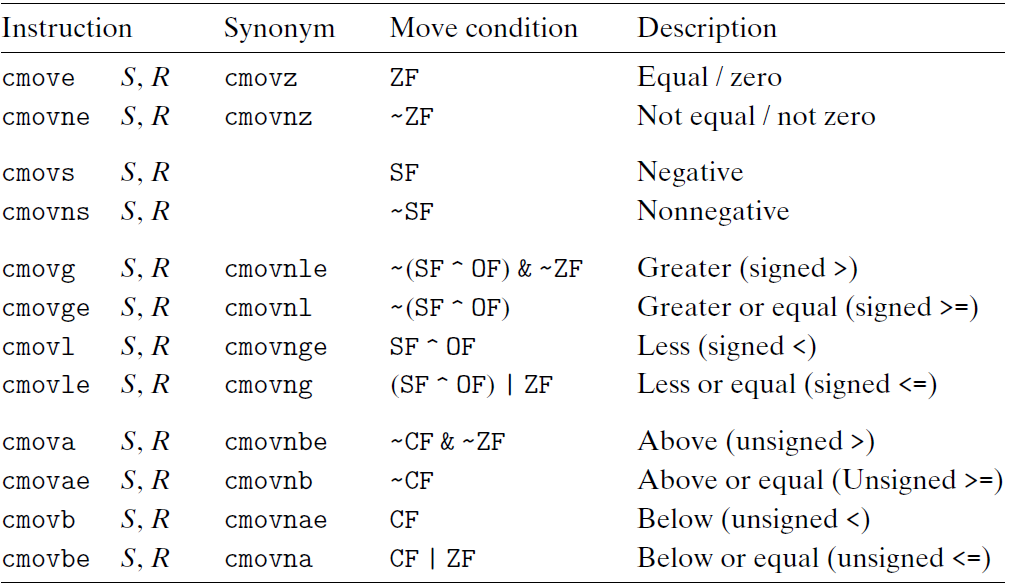 Instruction Synonym Move condition Description
cmove S, R cmovz ZF Equal / zero
cmovne S, R cmovnz ~ZF Not equal / not zero
cmovs S, R SF Negative
cmovns S, R ~SF Nonnegative
cmovg S, R cmovnle ~(SF ^ OF) & ~ZF Greater (signed >)
cmovge S, R cmovnl ~(SF ^ OF) Greater or equal (signed >=)
cmovl S, R cmovnge SF ^ OF Less (signed <)
cmovle S, R cmovng (SF ^ OF) | ZF Less or equal (signed <=)
cmova S, R cmovnbe ~CF & ~ZF Above (unsigned >)
cmovae S, R cmovnb ~CF Above or equal (Unsigned >=)
cmovb S, R cmovnae CF Below (unsigned <)
cmovbe S, R cmovna CF | ZF Below or equal (unsigned <=)